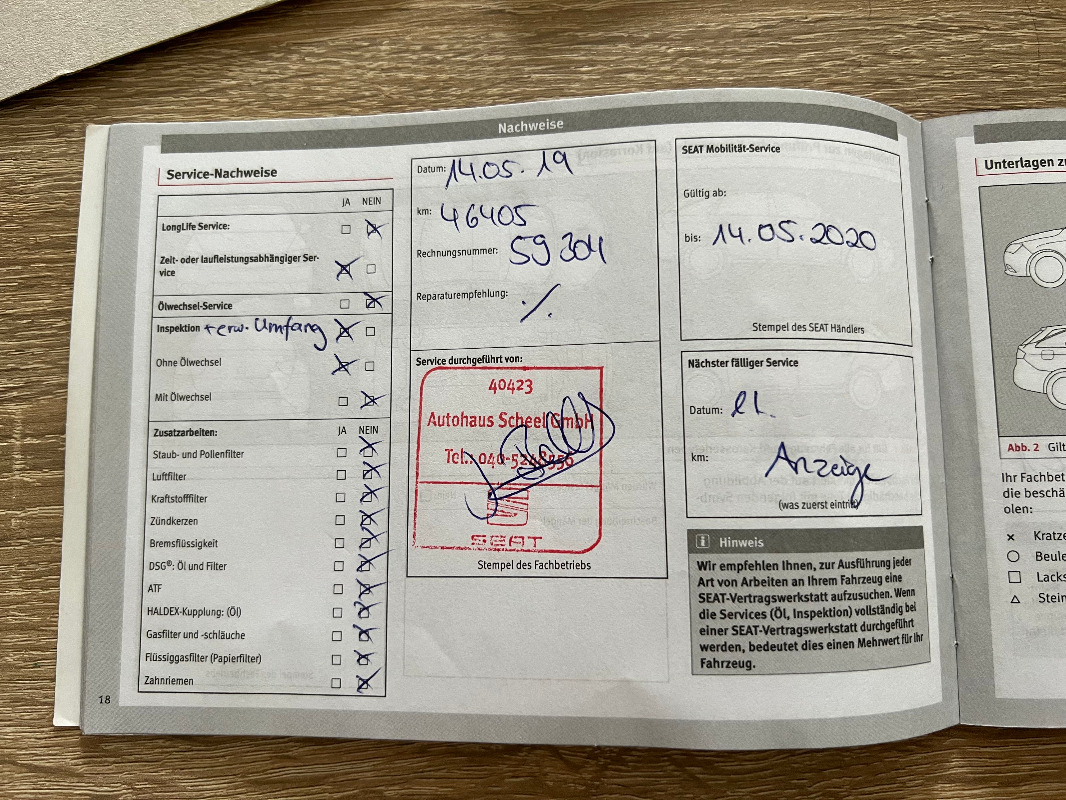 Nachweise
Service-Nachweise
JA NEIN
LongLife Service:
Zeit- oder laufleistungsabhängiger Ser-
vice
Ölwechsel-Service
Inspektion + erw. Umfang
Ohne Ölwechsel
Mit Ölwechsel
Zusatzarbeiten: JA NEIN
Staub- und Pollenfilter
Luftfilter
Kraftstofffilter
Zündkerzen
Bremsflüssigkeit
DSG®: Öl und Filter
ATF
HALDEX-Kupplung: (Öl)
Gasfilter und -schläuche
Flüssiggasfilter (Papierfilter)
Zahnriemen
18
Datum: 14.05.19
km: 46405
Rechnungsnummer: 59304
Reparaturempfehlung: ⁒
Service durchgeführt von:
40423
Autohaus Scheel GmbH
Tel.: 040-5248556
SEAT
Stempel des Fachbetriebs
SEAT Mobilität-Service
Gültig ab:
bis: 14.05.2020
Stempel des SEAT Händlers
Nächster fälliger Service
Datum: lt.
km: Anzeige
(was zuerst eintritt)
i Hinweis
Wir empfehlen Ihnen, zur Ausführung jeder
Art von Arbeiten an Ihrem Fahrzeug eine
SEAT-Vertragswerkstatt aufzusuchen. Wenn
die Services (Öl, Inspektion) vollständig bei
einer SEAT-Vertragswerkstatt durchgeführt
werden, bedeutet dies einen Mehrwert für Ihr
Fahrzeug.
Unterlagen zu
Abb. 2 Gilt
Ihr Fachbet
die beschä
olen:
Kratze
Beule
Lacks
Stein